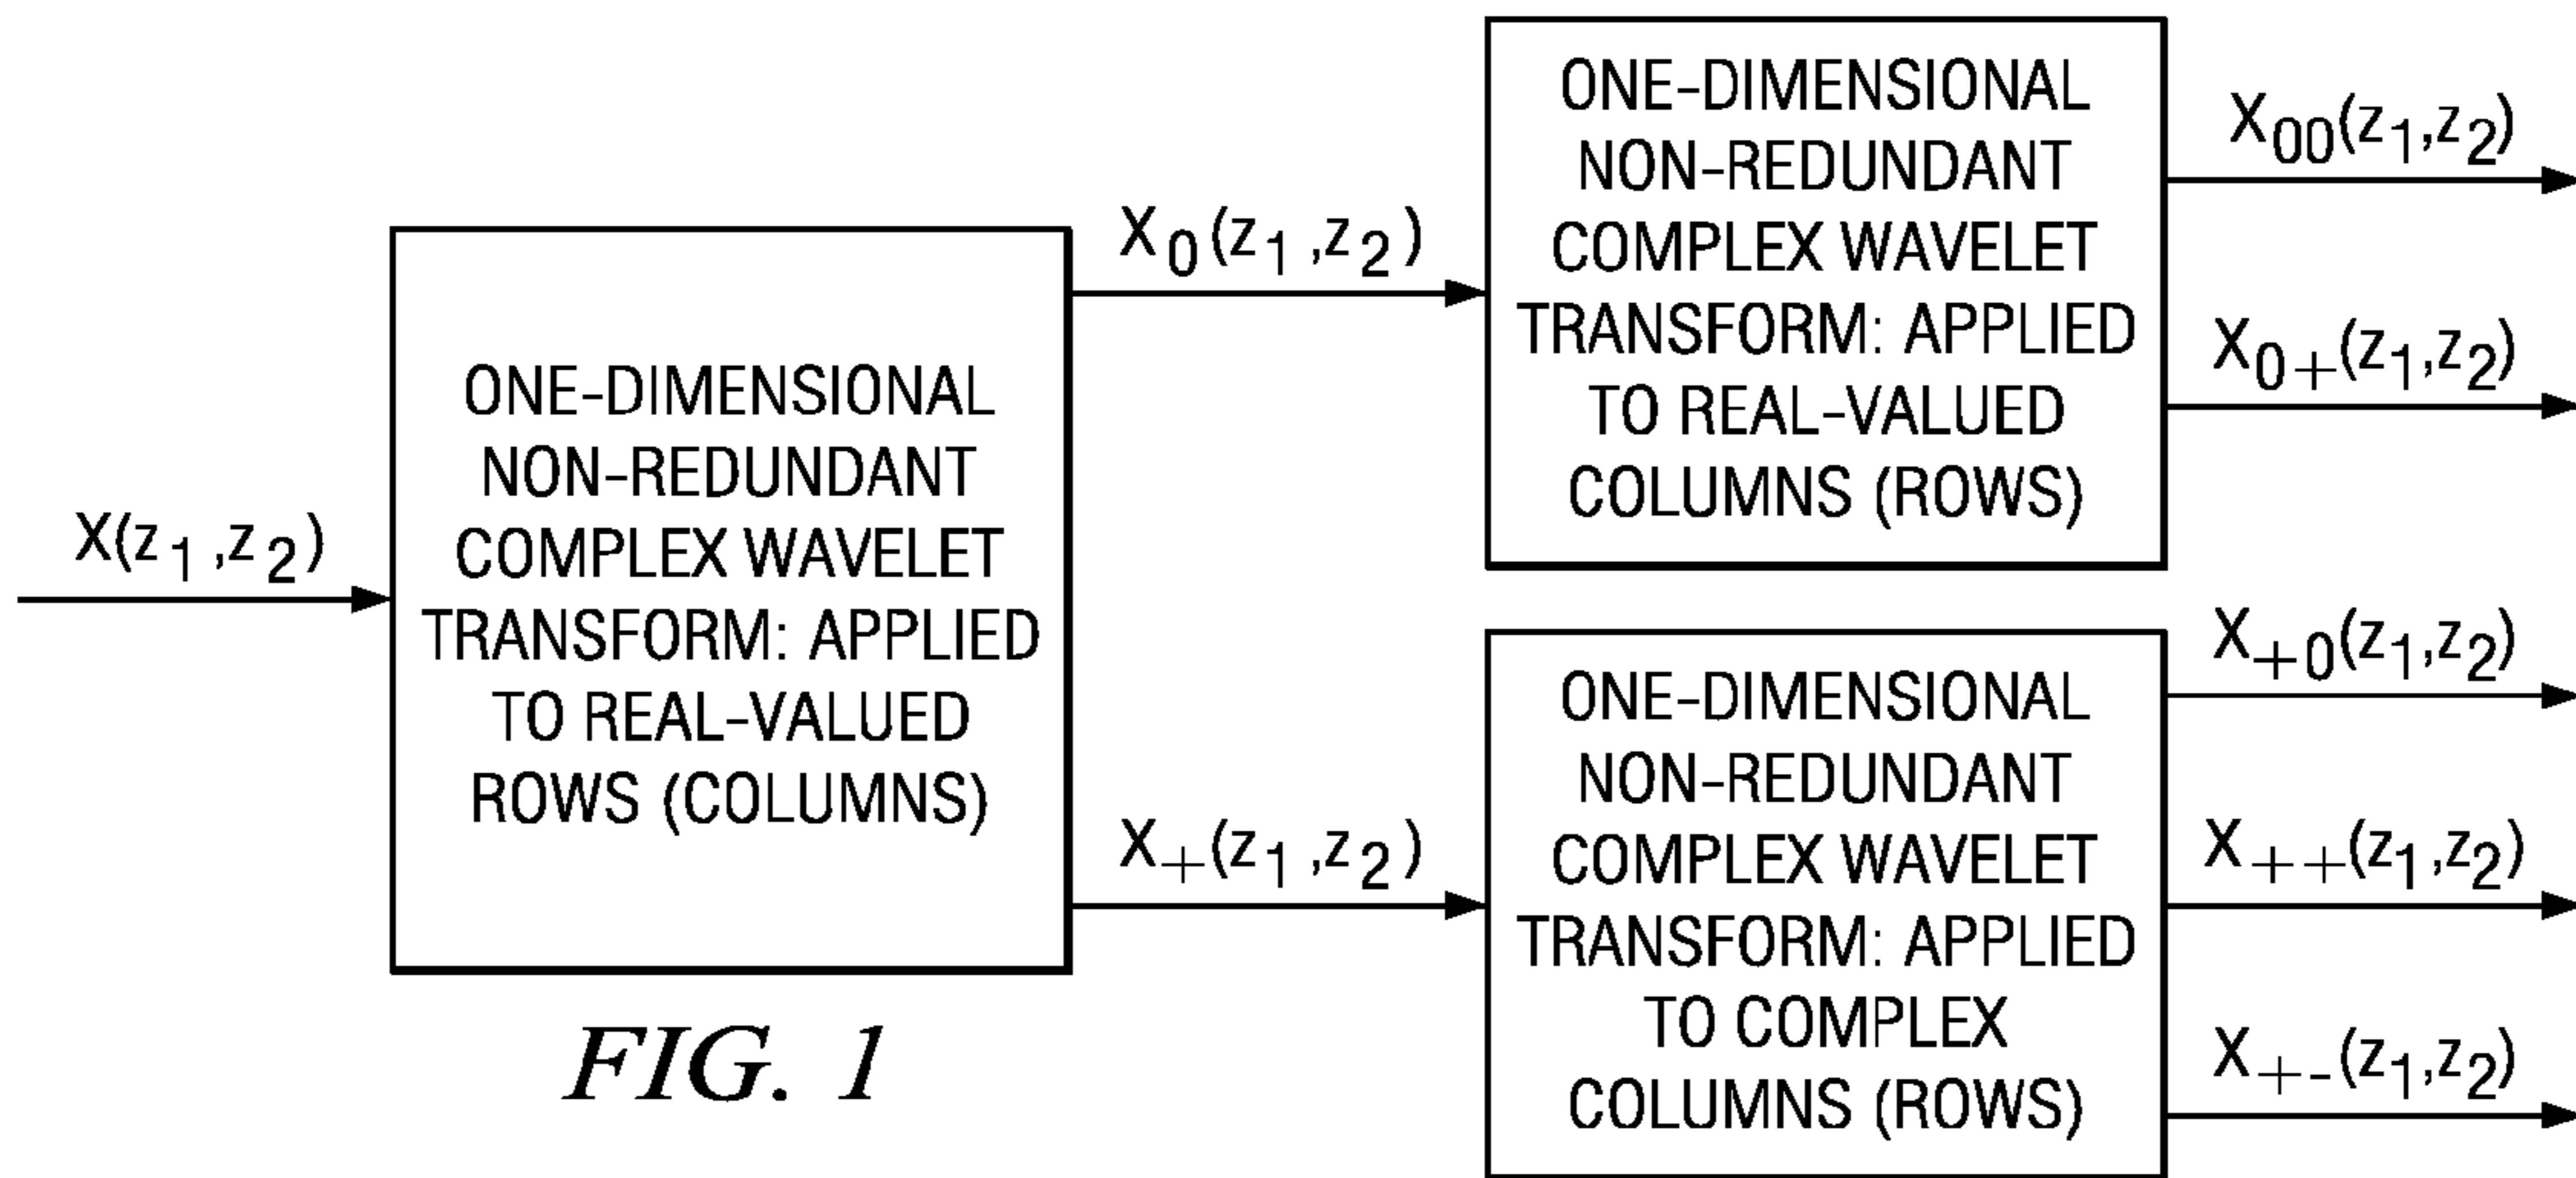 X(z1,z2)
ONE-DIMENSIONAL
NON-REDUNDANT
COMPLEX WAVELET
TRANSFORM: APPLIED
TO REAL-VALUED
ROWS (COLUMNS)
X0(z1,z2)
X+(z1,z2)
ONE-DIMENSIONAL
NON-REDUNDANT
COMPLEX WAVELET
TRANSFORM: APPLIED
TO REAL-VALUED
COLUMNS (ROWS)
X00(z1,z2)
X0+(z1,z2)
ONE-DIMENSIONAL
NON-REDUNDANT
COMPLEX WAVELET
TRANSFORM: APPLIED
TO COMPLEX
COLUMNS (ROWS)
X+0(z1,z2)
X++(z1,z2)
X+-(z1,z2)
FIG. 1